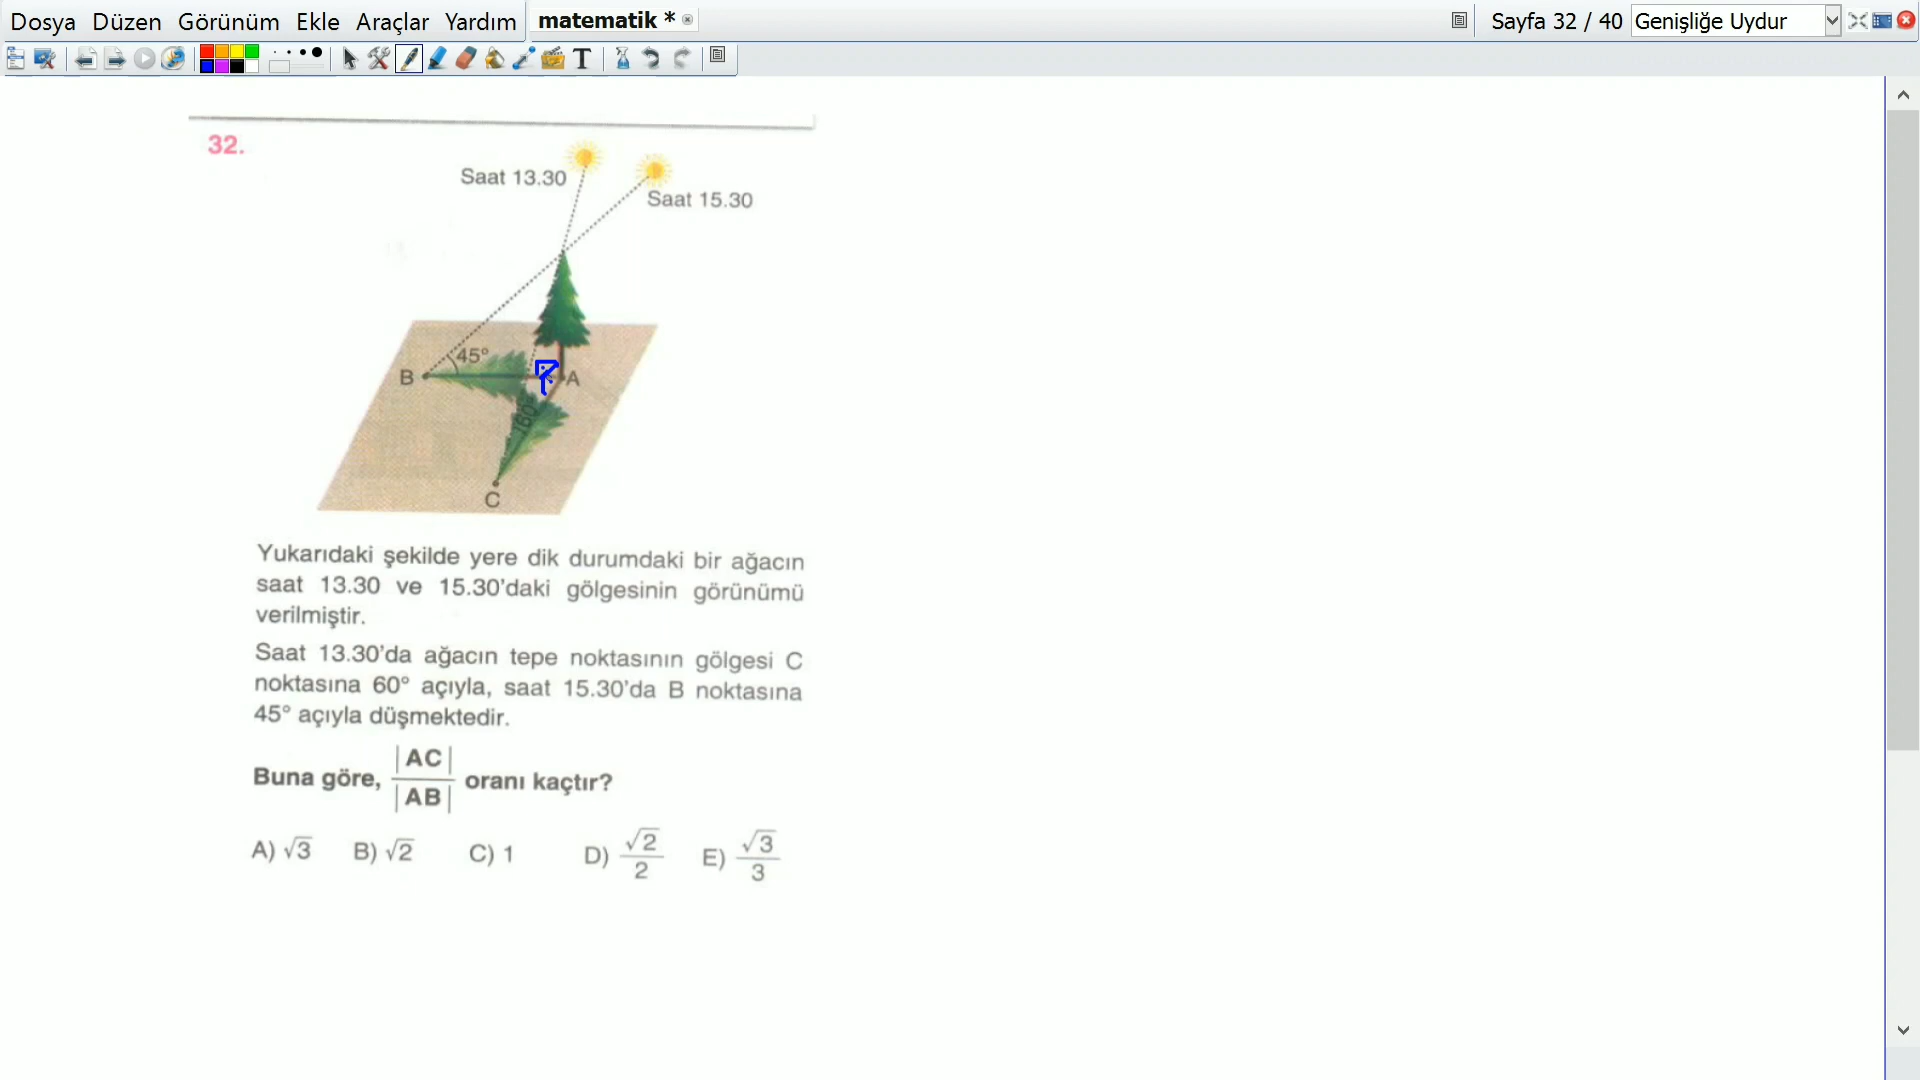 Dosya Düzen Görünüm Ekle Araçlar Yardım
matematik *
Sayfa 32 / 40
Genişliğe Uydur
32.
Saat 13.30
Saat 15.30
45°
B
A
60°
C
Yukarıdaki şekilde yere dik durumdaki bir ağacın
saat 13.30 ve 15.30'daki gölgesinin görünümü
verilmiştir.
Saat 13.30'da ağacın tepe noktasının gölgesi C
noktasına 60° açıyla, saat 15.30'da B noktasına
45° açıyla düşmektedir.
Buna göre, |AC| / |AB| oranı kaçtır?
A) √3 B) √2 C) 1 D) √2/2 E) √3/3